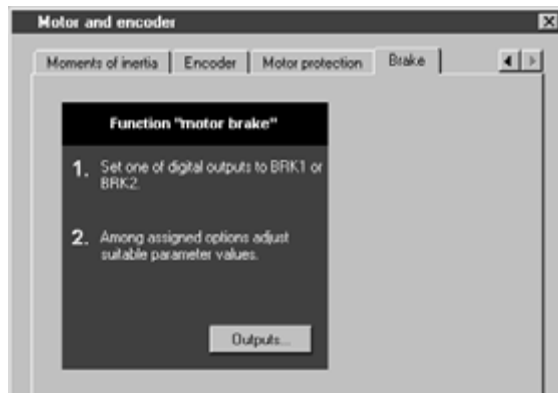 Motor and encoder
Moments of inertia Encoder Motor protection Brake
Function "motor brake"
1. Set one of digital outputs to BRK1 or
BRK2.
2. Among assigned options adjust
suitable parameter values.
Outputs...